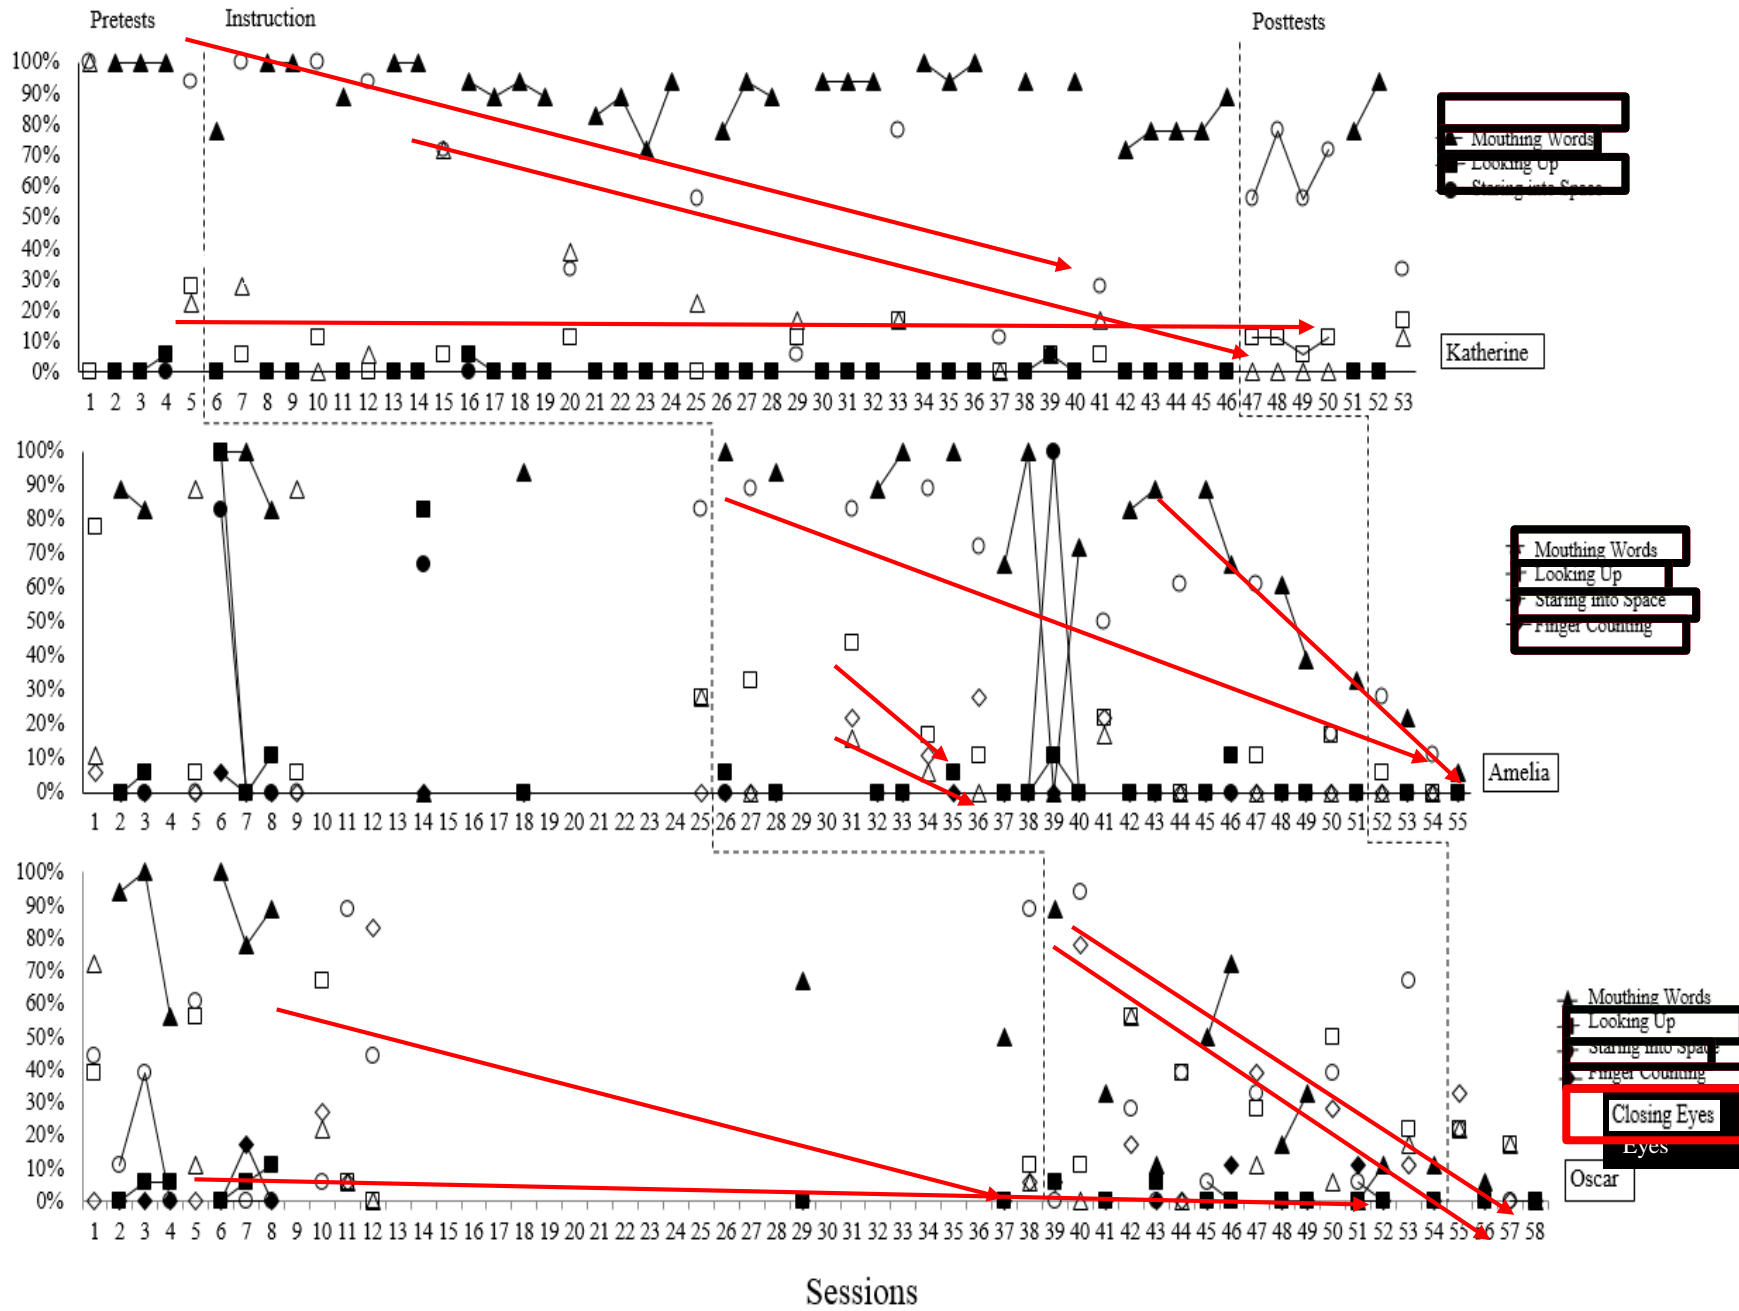 Pretests Instruction Posttests
100%
90%
80%
70%
60%
50%
40%
30%
20%
10%
0%
Mouthing Words
Looking Up
Staring into Space
Katherine
1 2 3 4 5 6 7 8 9 10 11 12 13 14 15 16 17 18 19 20 21 22 23 24 25 26 27 28 29 30 31 32 33 34 35 36 37 38 39 40 41 42 43 44 45 46 47 48 49 50 51 52 53
100%
90%
80%
70%
60%
50%
40%
30%
20%
10%
0%
Mouthing Words
Looking Up
Staring into Space
Finger Counting
Amelia
1 2 3 4 5 6 7 8 9 10 11 12 13 14 15 16 17 18 19 20 21 22 23 24 25 26 27 28 29 30 31 32 33 34 35 36 37 38 39 40 41 42 43 44 45 46 47 48 49 50 51 52 53 54 55
100%
90%
80%
70%
60%
50%
40%
30%
20%
10%
0%
Mouthing Words
Looking Up
Staring into Space
Finger Counting
Closing Eyes
Eyes
Oscar
1 2 3 4 5 6 7 8 9 10 11 12 13 14 15 16 17 18 19 20 21 22 23 24 25 26 27 28 29 30 31 32 33 34 35 36 37 38 39 40 41 42 43 44 45 46 47 48 49 50 51 52 53 54 55 56 57 58
Sessions